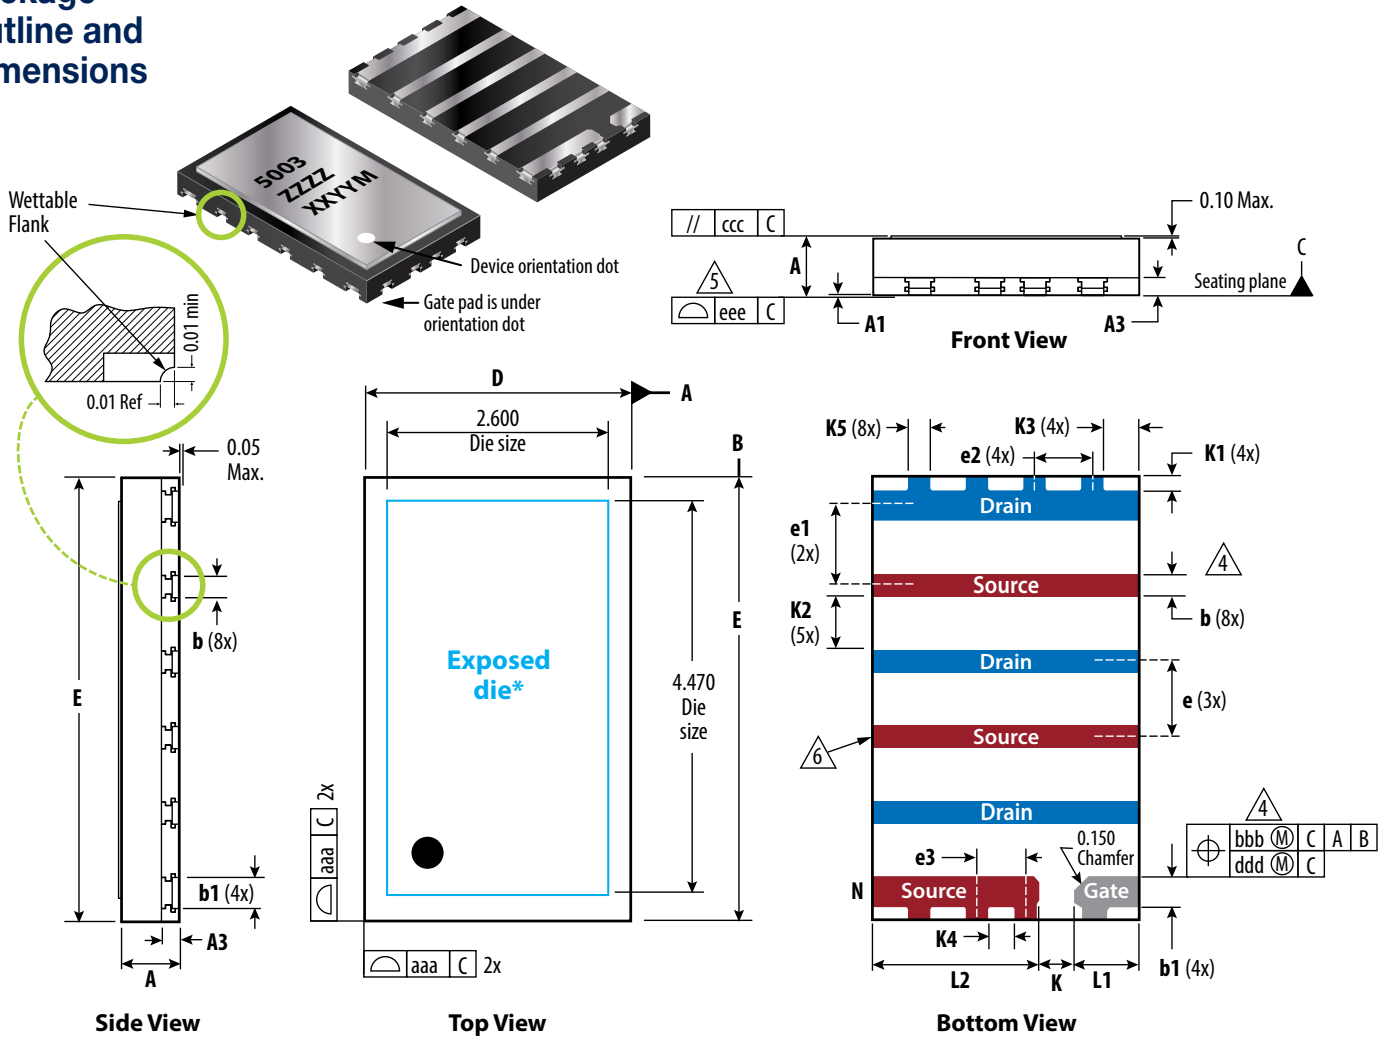 utline and
mensions
5003
ZZZZ
XXYYM
Wettable
Flank
Device orientation dot
Gate pad is under
orientation dot
0.01 min
0.01 Ref
// ccc C
5
eee C
A
A1
0.10 Max.
C
Seating plane
A3
Front View
0.05
Max.
E
b (8x)
b1 (4x)
A3
A
Side View
D
A
2.600
Die size
B
E
Exposed
die*
4.470
Die
size
aaa C 2x
aaa C 2x
Top View
K5 (8x)
K3 (4x)
e2 (4x)
K1 (4x)
Drain
e1
(2x)
4
Source
K2
(5x)
b (8x)
Drain
e (3x)
Source
6
Drain
4
bbb M C A B
ddd M C
0.150
Chamfer
e3
N
Source
Gate
K4
b1 (4x)
L2
K
L1
Bottom View